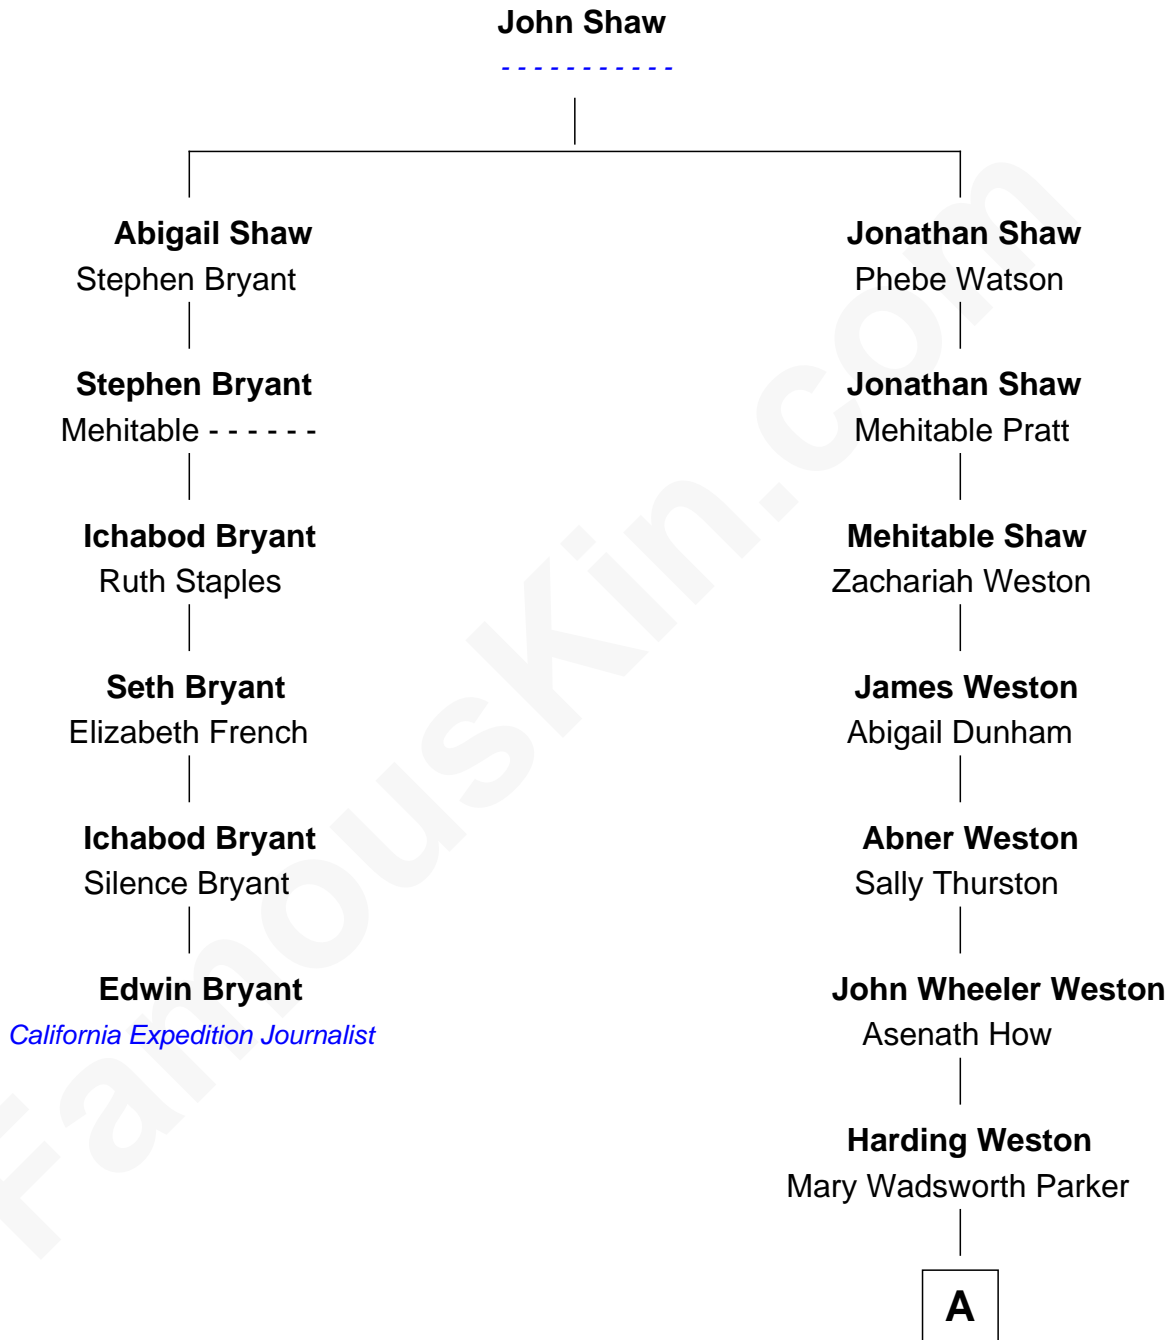 John Shaw
- - - - - - - - - - -
Abigail Shaw
Stephen Bryant
Stephen Bryant
Mehitable - - - - - -
Ichabod Bryant
Ruth Staples
Seth Bryant
Elizabeth French
Ichabod Bryant
Silence Bryant
Edwin Bryant
California Expedition Journalist
Jonathan Shaw
Phebe Watson
Jonathan Shaw
Mehitable Pratt
Mehitable Shaw
Zachariah Weston
James Weston
Abigail Dunham
Abner Weston
Sally Thurston
John Wheeler Weston
Asenath How
Harding Weston
Mary Wadsworth Parker
A
FamousKin.com